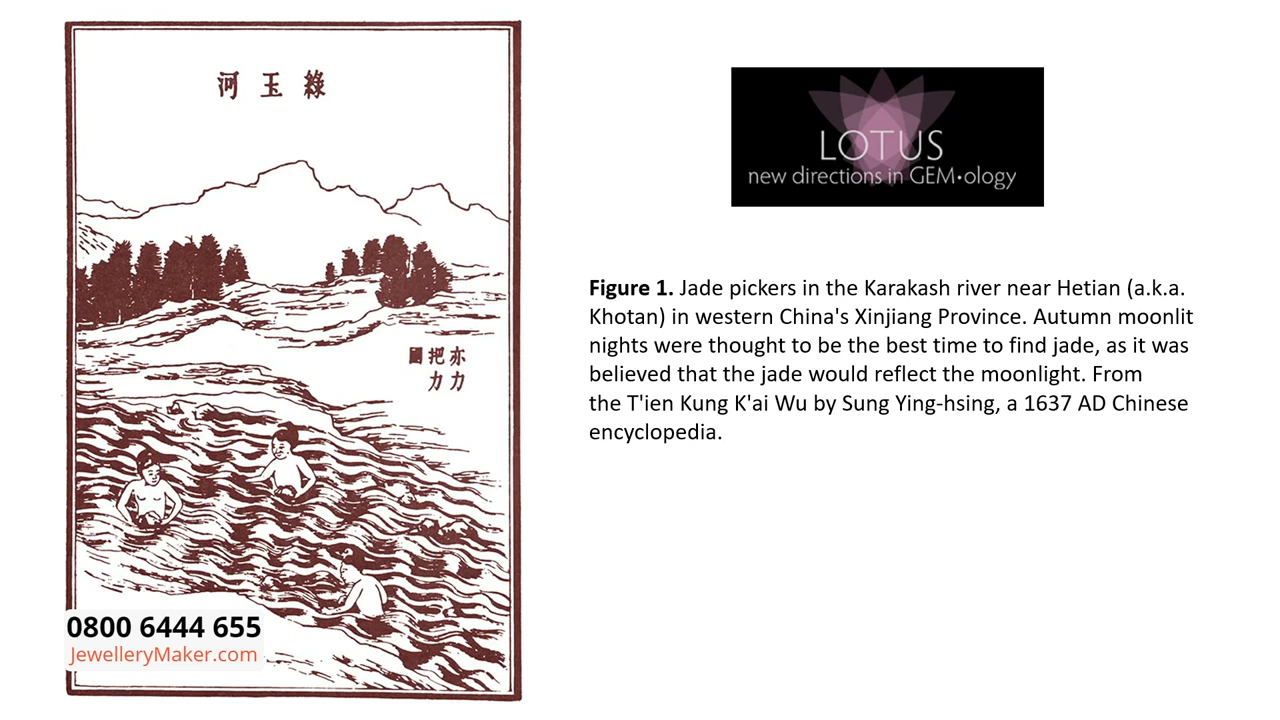 綠玉河
亦力
把力
0800 6444 655
JewelleryMaker.com
LOTUS
new directions in GEM•ology
Figure 1. Jade pickers in the Karakash river near Hetian (a.k.a.
Khotan) in western China's Xinjiang Province. Autumn moonlit
nights were thought to be the best time to find jade, as it was
believed that the jade would reflect the moonlight. From
the T'ien Kung K'ai Wu by Sung Ying-hsing, a 1637 AD Chinese
encyclopedia.